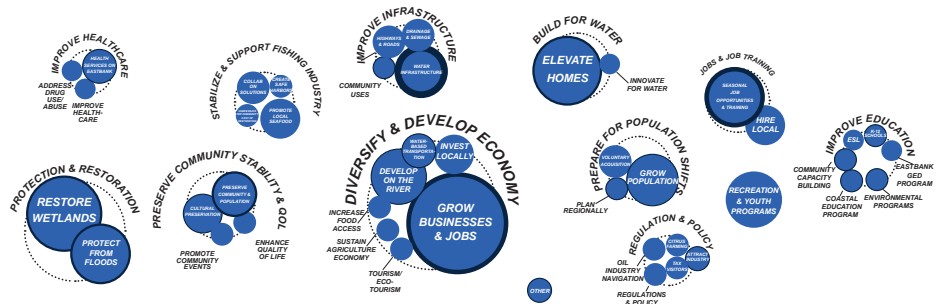 IMPROVE HEALTHCARE
HEALTH
SERVICES ON
EASTBANK
ADDRESS
DRUG
USE/
ABUSE
IMPROVE
HEALTH-
CARE
STABILIZE & SUPPORT FISHING INDUSTRY
COLLAB
ON
SOLUTIONS
CREATE
SAFE
HARBORS
PROMOTE
LOCAL
SEAFOOD
IMPROVE INFRASTRUCTURE
HIGHWAYS
& ROADS
DRAINAGE
& SEWAGE
WATER
INFRASTRUCTURE
COMMUNITY
USES
BUILD FOR WATER
ELEVATE
HOMES
INNOVATE
FOR WATER
JOBS & JOB TRAINING
SEASONAL
JOB
OPPORTUNITIES
& TRAINING
HIRE
LOCAL
IMPROVE EDUCATION
ESL
K-12
SCHOOLS
EASTBANK
GED
PROGRAM
COMMUNITY
CAPACITY
BUILDING
COASTAL
EDUCATION
PROGRAM
ENVIRONMENTAL
PROGRAMS
PROTECTION & RESTORATION
RESTORE
WETLANDS
PROTECT
FROM
FLOODS
PRESERVE COMMUNITY STABILITY & QOL
PRESERVE
COMMUNITY &
POPULATION
CULTURAL
PRESERVATION
PROMOTE
COMMUNITY
EVENTS
ENHANCE
QUALITY
OF LIFE
DIVERSIFY & DEVELOP ECONOMY
WATER-
BASED
TRANSPORTA-
TION
INVEST
LOCALLY
DEVELOP
ON THE
RIVER
GROW
BUSINESSES
& JOBS
INCREASE
FOOD
ACCESS
SUSTAIN
AGRICULTURE
ECONOMY
TOURISM/
ECO-
TOURISM
PREPARE FOR POPULATION SHIFTS
VOLUNTARY
ACQUISITION
GROW
POPULATION
PLAN
REGIONALLY
RECREATION
& YOUTH
PROGRAMS
REGULATION & POLICY
CITRUS
FARMING
ATTRACT
INDUSTRY
TAX
VISITORS
OIL
INDUSTRY
NAVIGATION
REGULATIONS
& POLICY
OTHER